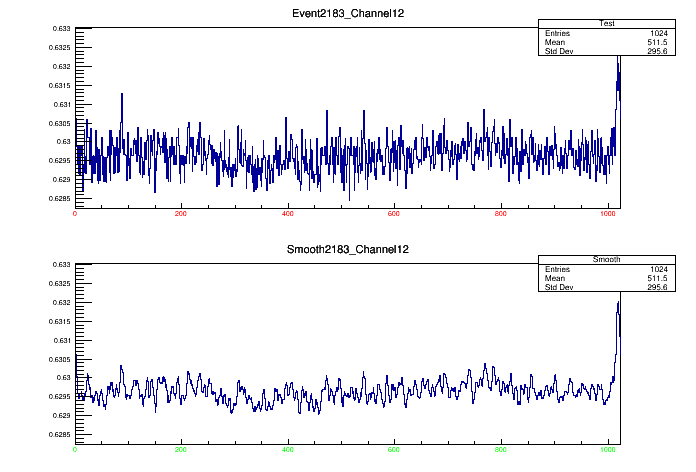 Event2183_Channel12
Test
Entries 1024
Mean 511.5
Std Dev 295.6
0.633
0.6325
0.632
0.6315
0.631
0.6305
0.63
0.6295
0.629
0.6285
0 200 400 600 800 1000
Smooth2183_Channel12
Smooth
Entries 1024
Mean 511.5
Std Dev 295.6
0.633
0.6325
0.632
0.6315
0.631
0.6305
0.63
0.6295
0.629
0.6285
0 200 400 600 800 1000